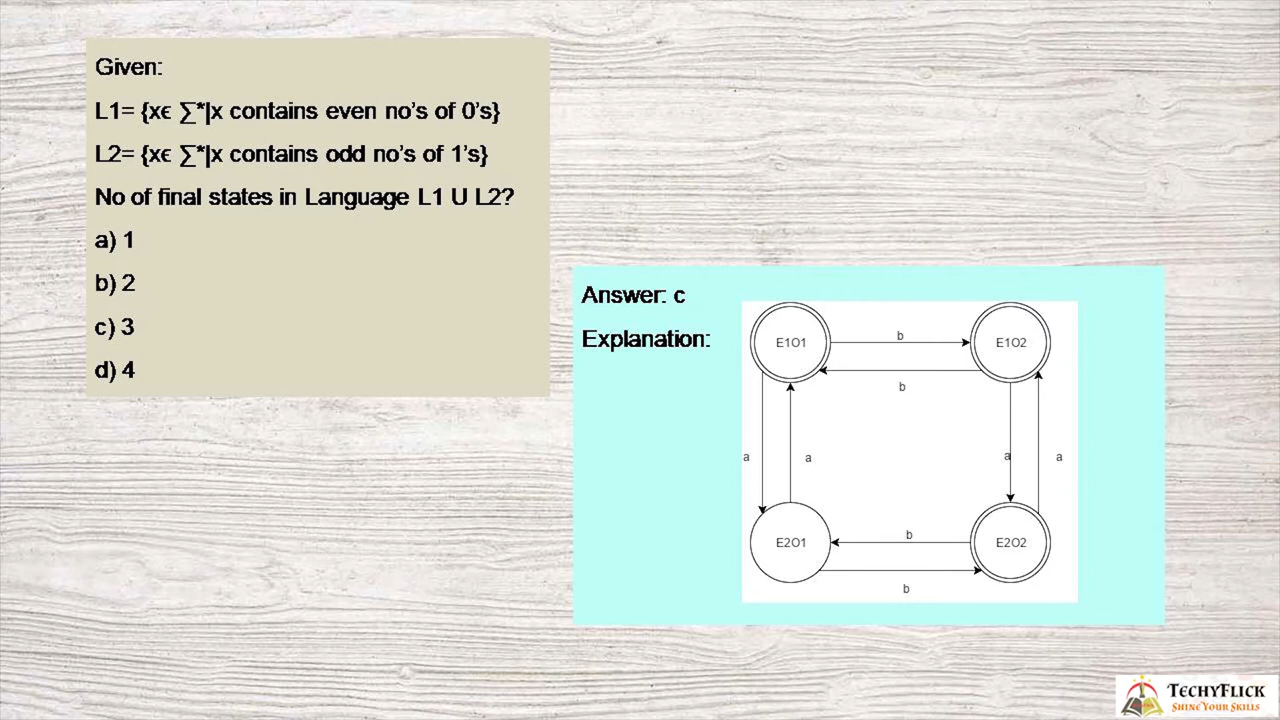 Given:
L1= {xϵ ∑*|x contains even no’s of 0’s}
L2= {xϵ ∑*|x contains odd no’s of 1’s}
No of final states in Language L1 U L2?
a) 1
b) 2
c) 3
d) 4
Answer: c
Explanation:
E1O1
b
E1O2
b
a
a
a
a
E2O1
b
E2O2
b
TechyFlick
Shine Your Skills